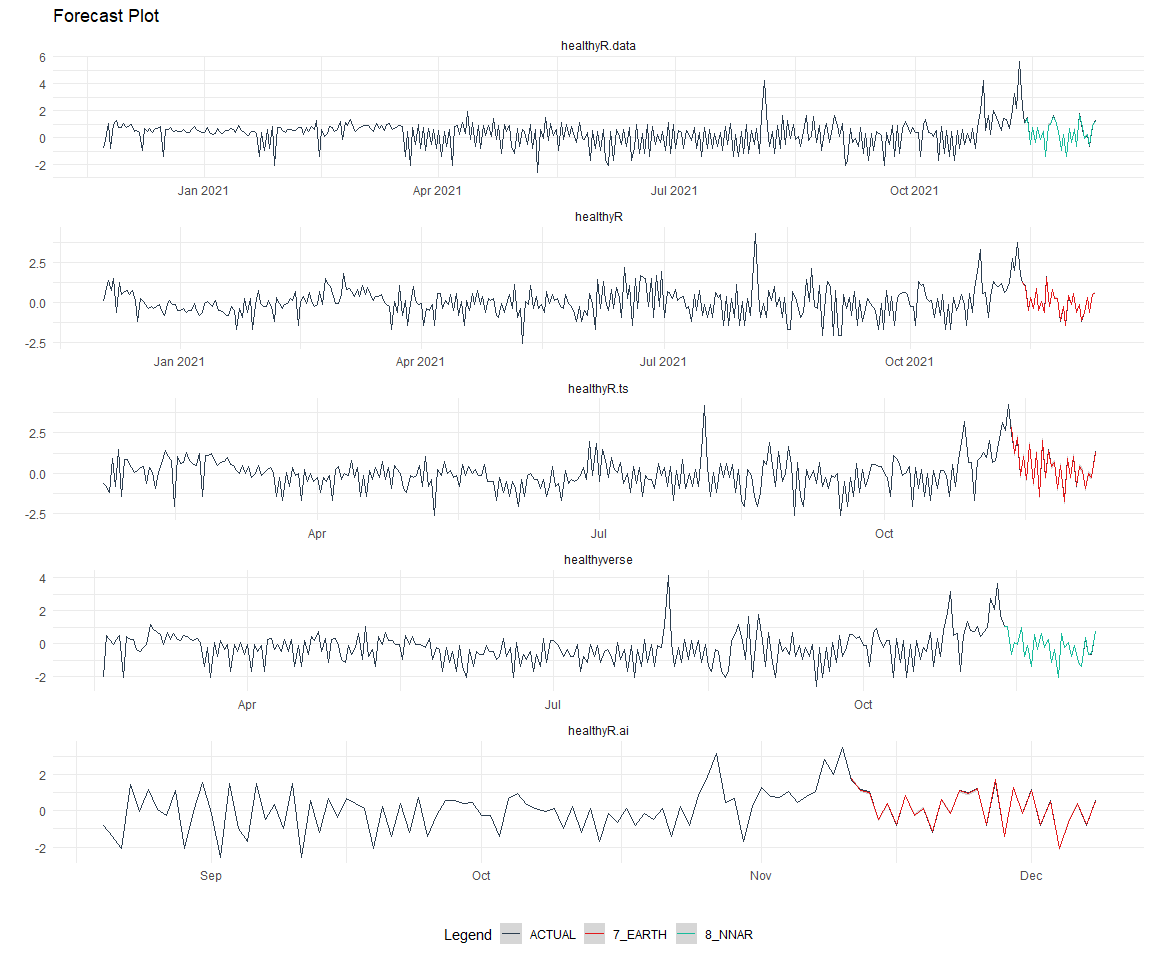 Forecast Plot
healthyR.data
6
4
2
0
-2
Jan 2021 Apr 2021 Jul 2021 Oct 2021
healthyR
2.5
0.0
-2.5
Jan 2021 Apr 2021 Jul 2021 Oct 2021
healthyR.ts
2.5
0.0
-2.5
Apr Jul Oct
healthyverse
4
2
0
-2
Apr Jul Oct
healthyR.ai
2
0
-2
Sep Oct Nov Dec
Legend ACTUAL 7_EARTH 8_NNAR